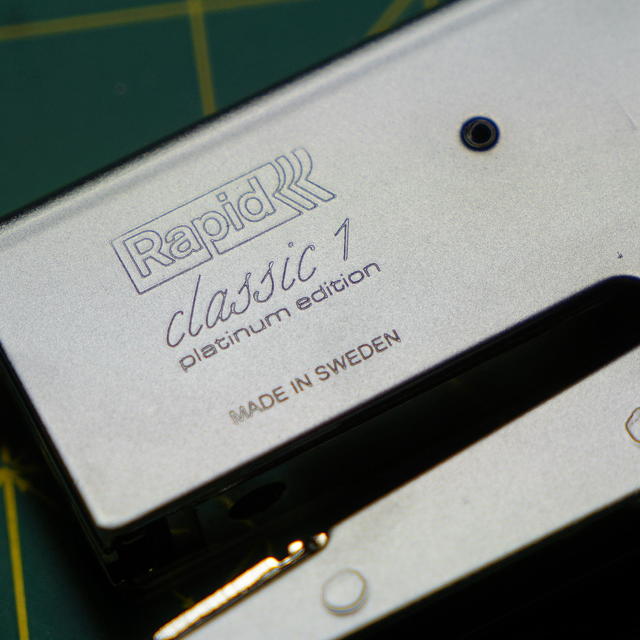 Rapid
classic 1
platinum edition
MADE IN SWEDEN